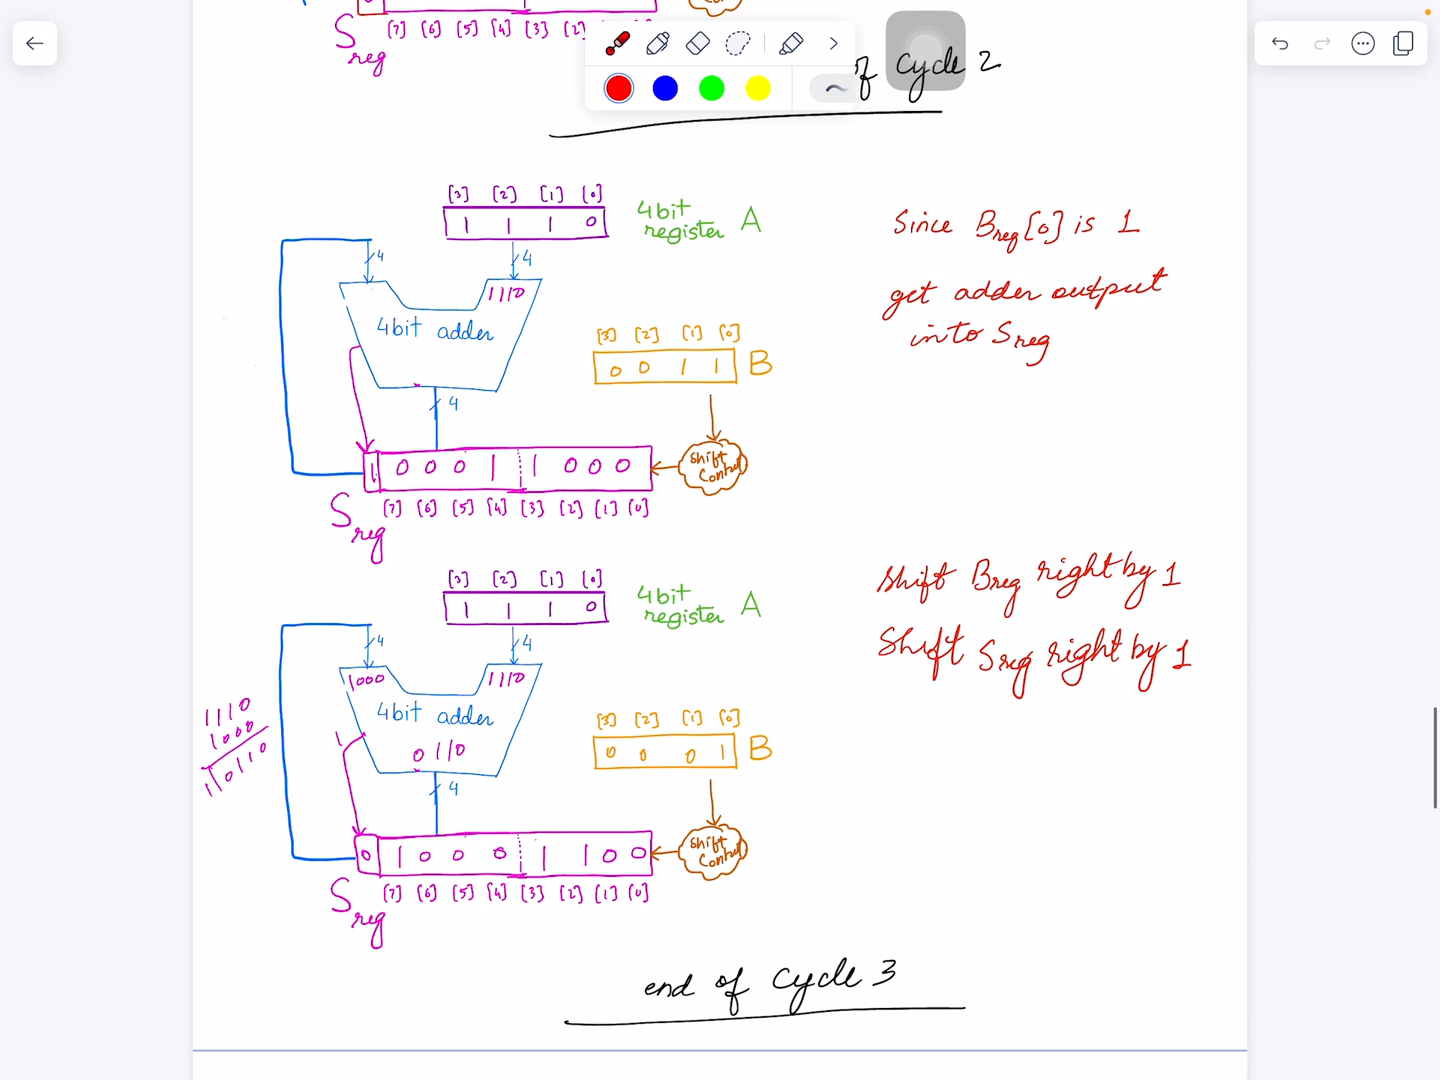 S
reg
[7] [6] [5] [4] [3] [2]
of cycle 2
[3] [2] [1] [0]
1 1 1 0
4bit
register A
4
4
1110
4bit adder
4
[3] [2] [1] [0]
0 0 1 1 B
1 0 0 0 1 1 0 0 0
Shift
Control
S
reg
[7] [6] [5] [4] [3] [2] [1] [0]
Since Breg[0] is 1
get adder output
into Sreg
[3] [2] [1] [0]
1 1 1 0
4bit
register A
4
4
1000
1110
4bit adder
1
0110
4
1110
1000
10110
[3] [2] [1] [0]
0 0 0 1 B
0 1 0 0 0 1 1 0 0
Shift
Control
S
reg
[7] [6] [5] [4] [3] [2] [1] [0]
Shift Breg right by 1
Shift Sreg right by 1
end of cycle 3